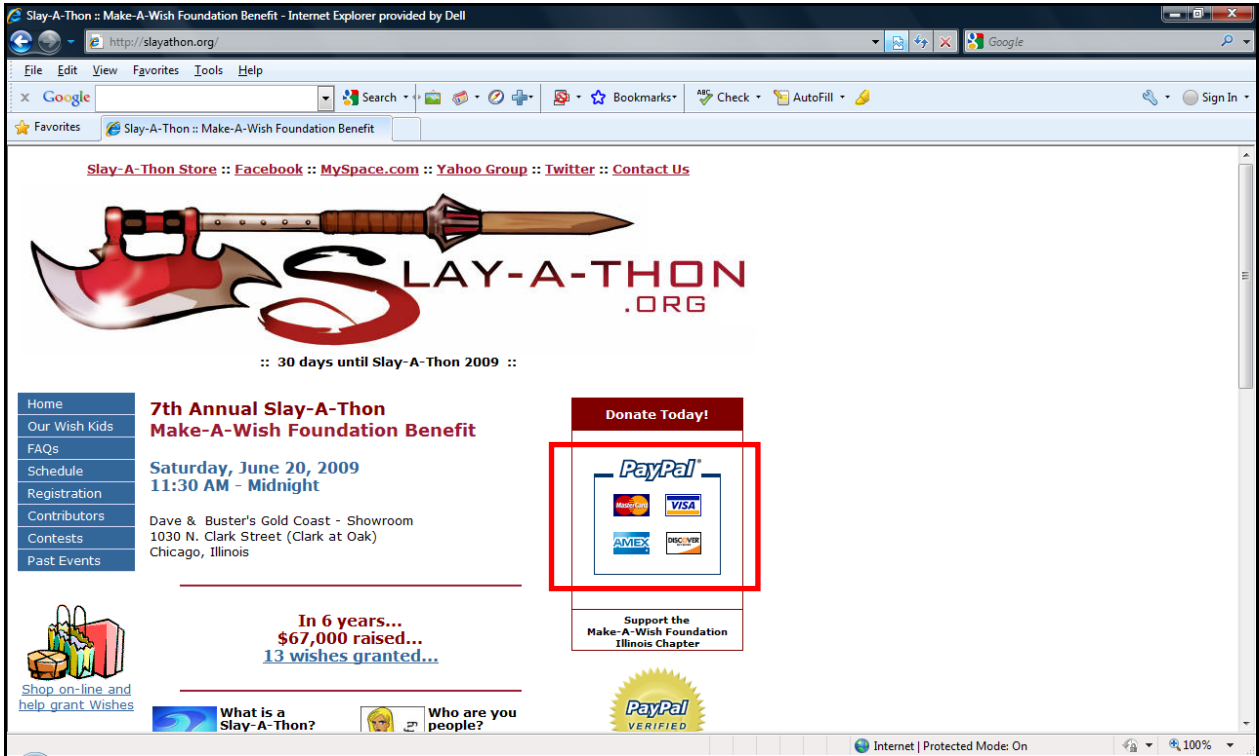 Slay-A-Thon :: Make-A-Wish Foundation Benefit - Internet Explorer provided by Dell
http://slayathon.org/
Google
File Edit View Favorites Tools Help
x Google Search Bookmarks ABC Check AutoFill Sign In
Favorites Slay-A-Thon :: Make-A-Wish Foundation Benefit
Slay-A-Thon Store :: Facebook :: MySpace.com :: Yahoo Group :: Twitter :: Contact Us
SLAY-A-THON
.ORG
:: 30 days until Slay-A-Thon 2009 ::
Home
Our Wish Kids
FAQs
Schedule
Registration
Contributors
Contests
Past Events
Shop on-line and
help grant Wishes
7th Annual Slay-A-Thon
Make-A-Wish Foundation Benefit
Saturday, June 20, 2009
11:30 AM - Midnight
Dave & Buster's Gold Coast - Showroom
1030 N. Clark Street (Clark at Oak)
Chicago, Illinois
In 6 years...
$67,000 raised...
13 wishes granted...
What is a
Slay-A-Thon?
Who are you
people?
Donate Today!
PayPal
MasterCard VISA
AMEX DISCOVER
Support the
Make-A-Wish Foundation
Illinois Chapter
PayPal
VERIFIED
Internet | Protected Mode: On 100%